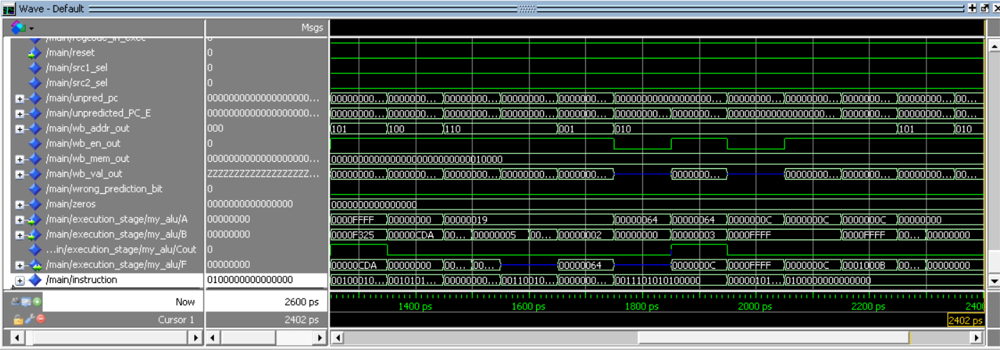 Wave - Default
Msgs
/main/regcode_in_exec 0
/main/reset 0
/main/src1_sel 0
/main/src2_sel 0
/main/unpred_pc 0000000000000000000... 00000000... 0000000... 00000000... 00000000... 0000000... 00000000000000000... 00000000... 00000000... 0000000... 00000000... 00...
/main/unpredicted_PC_E 0000000000000000000... 00000000... 0000000... 00000000... 00000000... 0000000... 00000000... 0000000... 00000000000000000... 0000000... 00000000... 00...
/main/wb_addr_out 000 101 100 110 001 010 101 010
/main/wb_en_out 0
/main/wb_mem_out 0000000000000000000... 00000000000000000000000000010000
/main/wb_val_out ZZZZZZZZZZZZZZZZZZZ... 00000000... 0000000... 00000000... 00000000... 0000000... 0000000... 00000000... 0000000... 00000000... 00...
/main/wrong_prediction_bit 0
/main/zeros 0000000000000000 0000000000000000
/main/execution_stage/my_alu/A 00000000 0000FFFF 00000000 00000019 00000064 00000064 0000000C 0000000C 0000000C 00000000
/main/execution_stage/my_alu/B 00000000 0000F325 00000CDA 00... 00000005 00... 00000002 00000000 00000003 0000FFFF 0000FFFF 00... 00000000
...in/execution_stage/my_alu/Cout 0
/main/execution_stage/my_alu/F 00000000 00000CDA 00000000 00... 00... 00000064 0000000C 0000FFFF 0000000C 0001000B 00... 00000000
/main/instruction 0100000000000000 00100010... 0010101... 00000000... 00110010... 0000000... 0011101010100000 00000101... 0100000000000000
Now 2600 ps 1400 ps 1600 ps 1800 ps 2000 ps 2200 ps 2400
Cursor 1 2402 ps 2402 ps